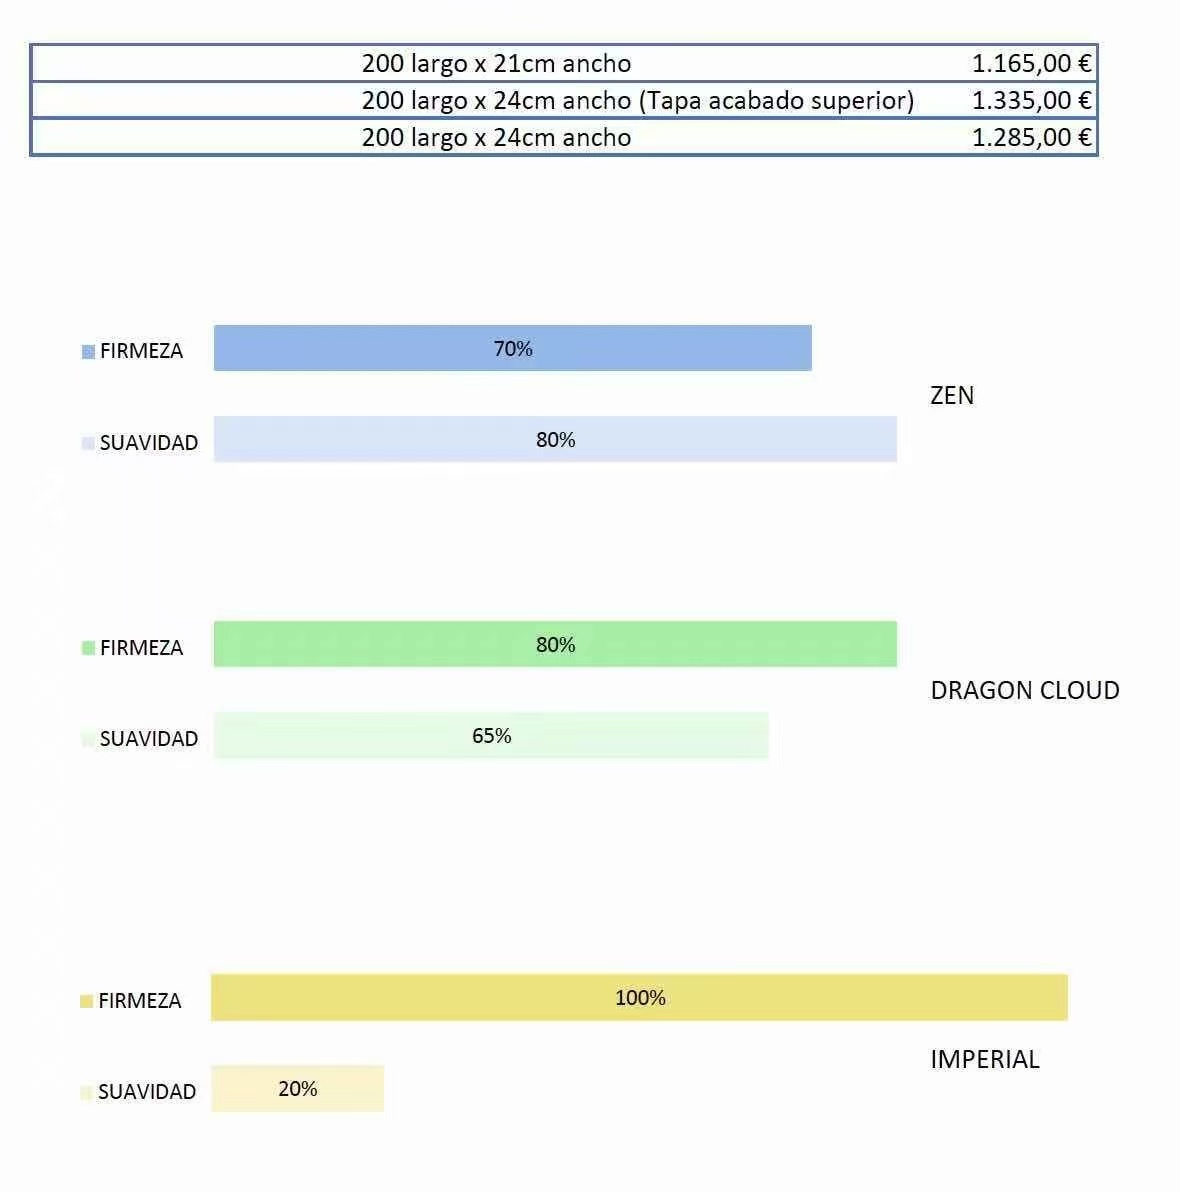 200 largo x 21cm ancho 1.165,00 €
200 largo x 24cm ancho (Tapa acabado superior) 1.335,00 €
200 largo x 24cm ancho 1.285,00 €
FIRMEZA 70%
ZEN
SUAVIDAD 80%
FIRMEZA 80%
DRAGON CLOUD
SUAVIDAD 65%
FIRMEZA 100%
IMPERIAL
SUAVIDAD 20%